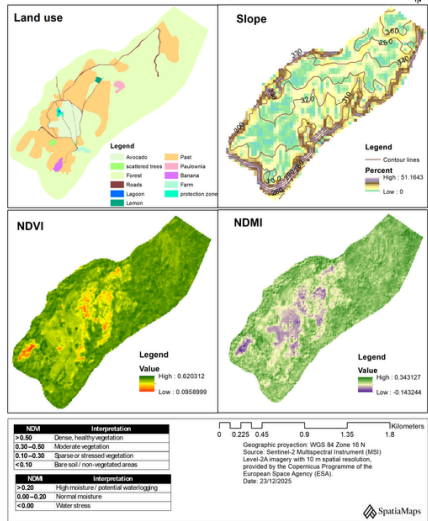 Land use
Legend
Avocado
scattered trees
Forest
Roads
Lagoon
Lemon
Past
Paulownia
Banana
Farm
protection zone
Slope
330
360
Legend
Contour lines
Percent
High : 51.1643
Low : 0
NDVI
Legend
Value
High : 0.620312
Low : 0.0958999
NDMI
Legend
Value
High : 0.343127
Low : -0.143244
NDVI Interpretation
>0.50 Dense, healthy vegetation
0.30–0.50 Moderate vegetation
0.10–0.30 Sparse or stressed vegetation
<0.10 Bare soil / non-vegetated areas
NDMI Interpretation
>0.20 High moisture / potential waterlogging
0.00–0.20 Normal moisture
<0.00 Water stress
Kilometers
0 0.225 0.45 0.9 1.35 1.8
Geographic projection: WGS 84 Zone 16 N
Source: Sentinel-2 Multispectral Instrument (MSI)
Level-2A imagery with 10 m spatial resolution,
provided by the Copernicus Programme of the
European Space Agency (ESA).
Date: 23/12/2025
SpatiaMaps